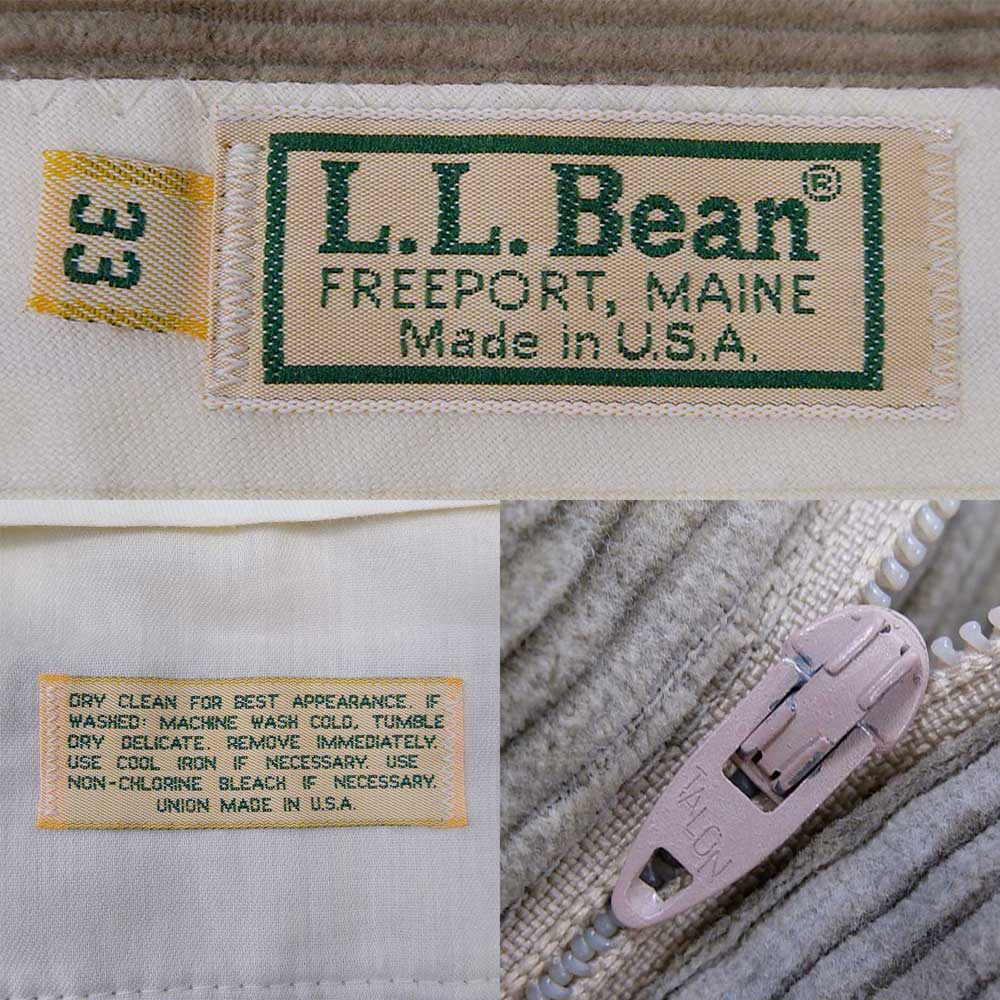 33
L.L.Bean®
FREEPORT, MAINE
Made in U.S.A.
DRY CLEAN FOR BEST APPEARANCE. IF
WASHED: MACHINE WASH COLD, TUMBLE
DRY DELICATE. REMOVE IMMEDIATELY.
USE COOL IRON IF NECESSARY. USE
NON-CHLORINE BLEACH IF NECESSARY.
UNION MADE IN U.S.A.
TALON